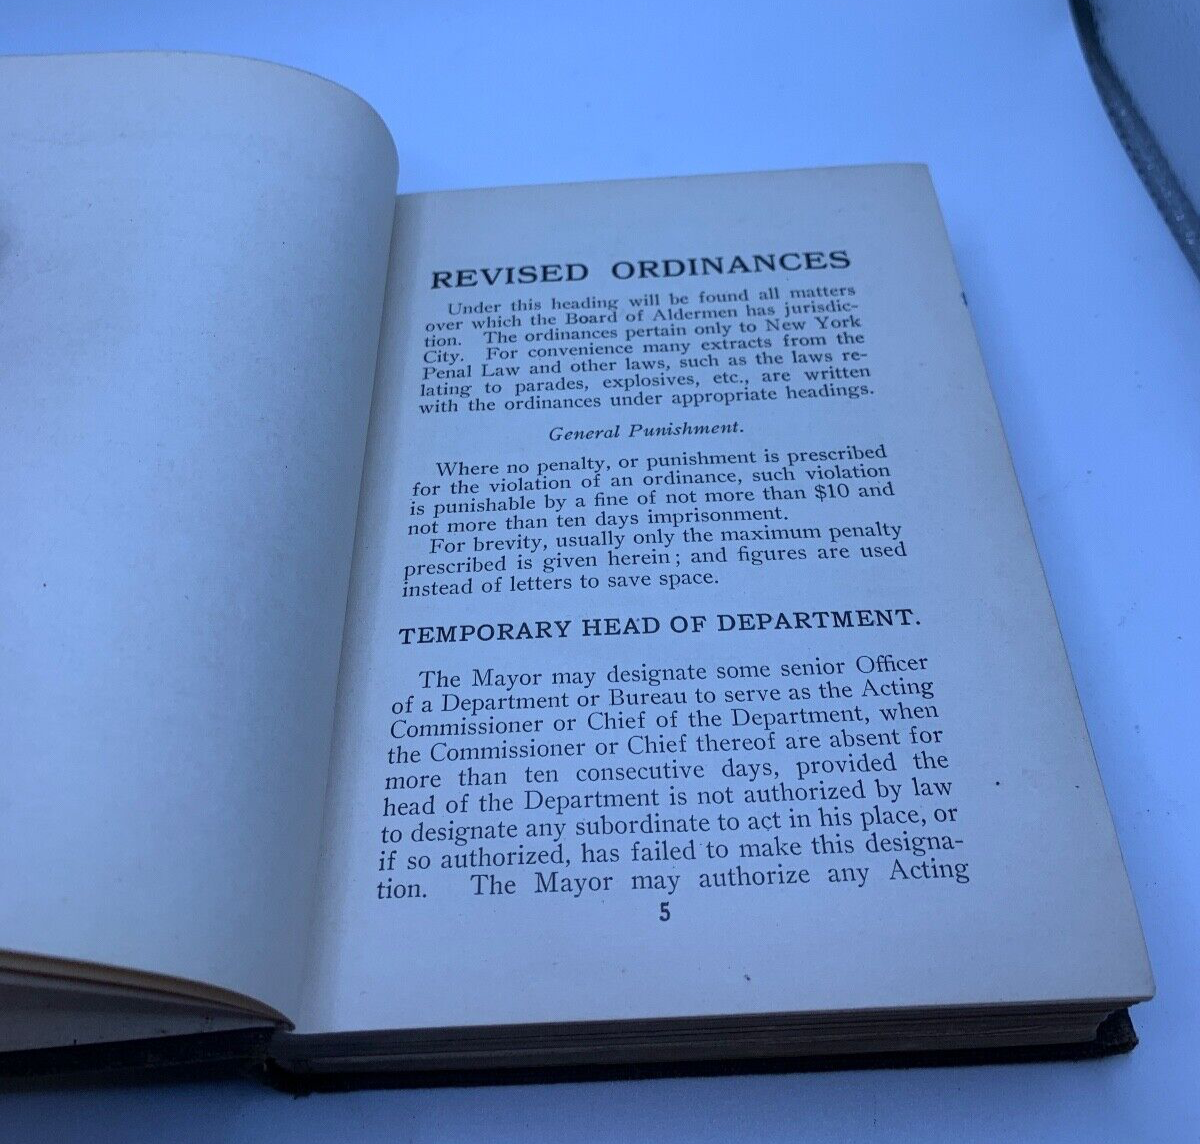 REVISED ORDINANCES
Under this heading will be found all matters
over which the Board of Aldermen has jurisdic-
tion. The ordinances pertain only to New York
City. For convenience many extracts from the
Penal Law and other laws, such as the laws re-
lating to parades, explosives, etc., are written
with the ordinances under appropriate headings.
General Punishment.
Where no penalty, or punishment is prescribed
for the violation of an ordinance, such violation
is punishable by a fine of not more than $10 and
not more than ten days imprisonment.
For brevity, usually only the maximum penalty
prescribed is given herein; and figures are used
instead of letters to save space.
TEMPORARY HEAD OF DEPARTMENT.
The Mayor may designate some senior Officer
of a Department or Bureau to serve as the Acting
Commissioner or Chief of the Department, when
the Commissioner or Chief thereof are absent for
more than ten consecutive days, provided the
head of the Department is not authorized by law
to designate any subordinate to act in his place, or
if so authorized, has failed to make this designa-
tion. The Mayor may authorize any Acting
5